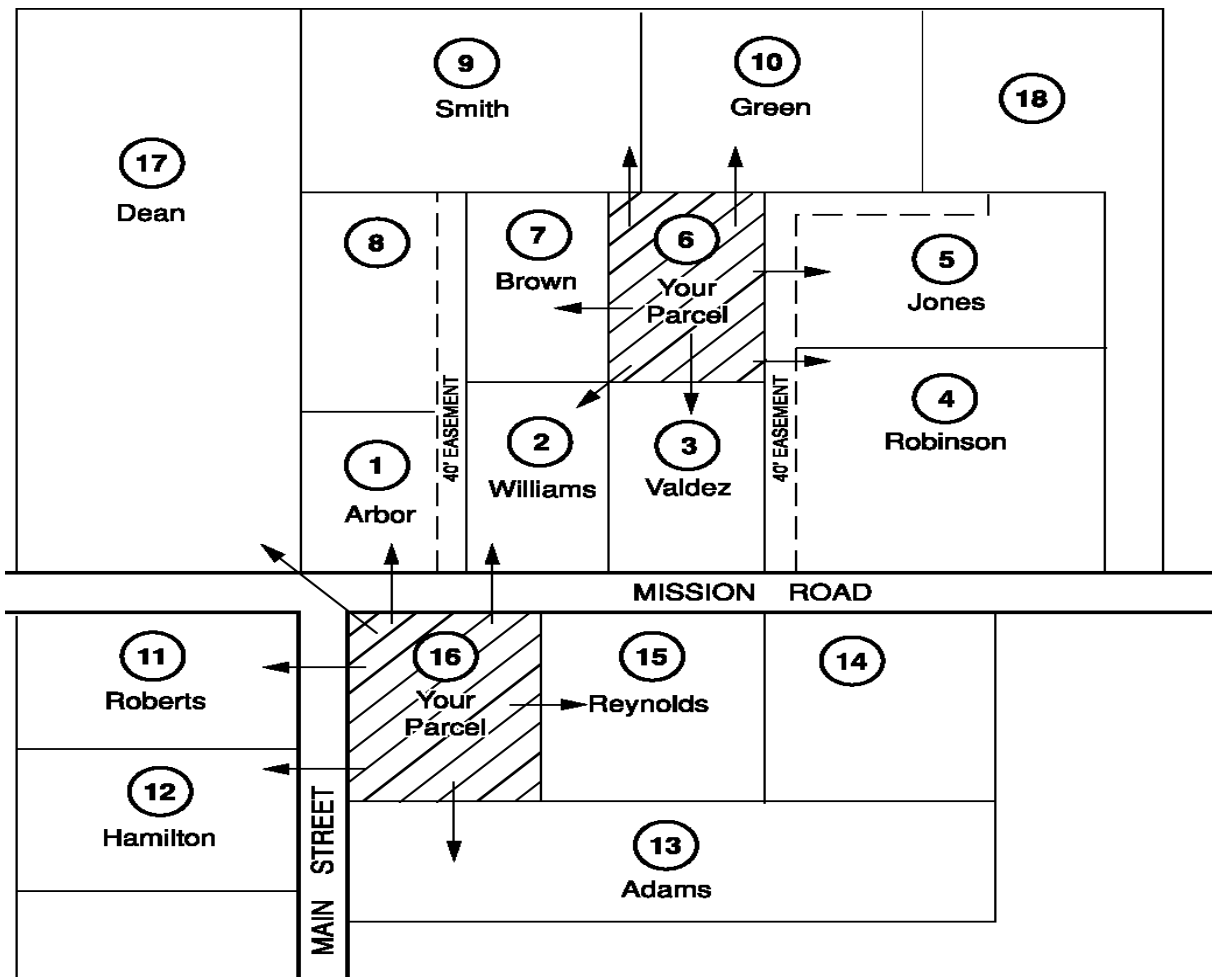 9
Smith
10
Green
18
17
Dean
8
7
Brown
6
Your
Parcel
5
Jones
4
Robinson
1
Arbor
40' EASEMENT
2
Williams
3
Valdez
40' EASEMENT
MISSION ROAD
11
Roberts
16
Your
Parcel
15
Reynolds
14
12
Hamilton
MAIN STREET
13
Adams